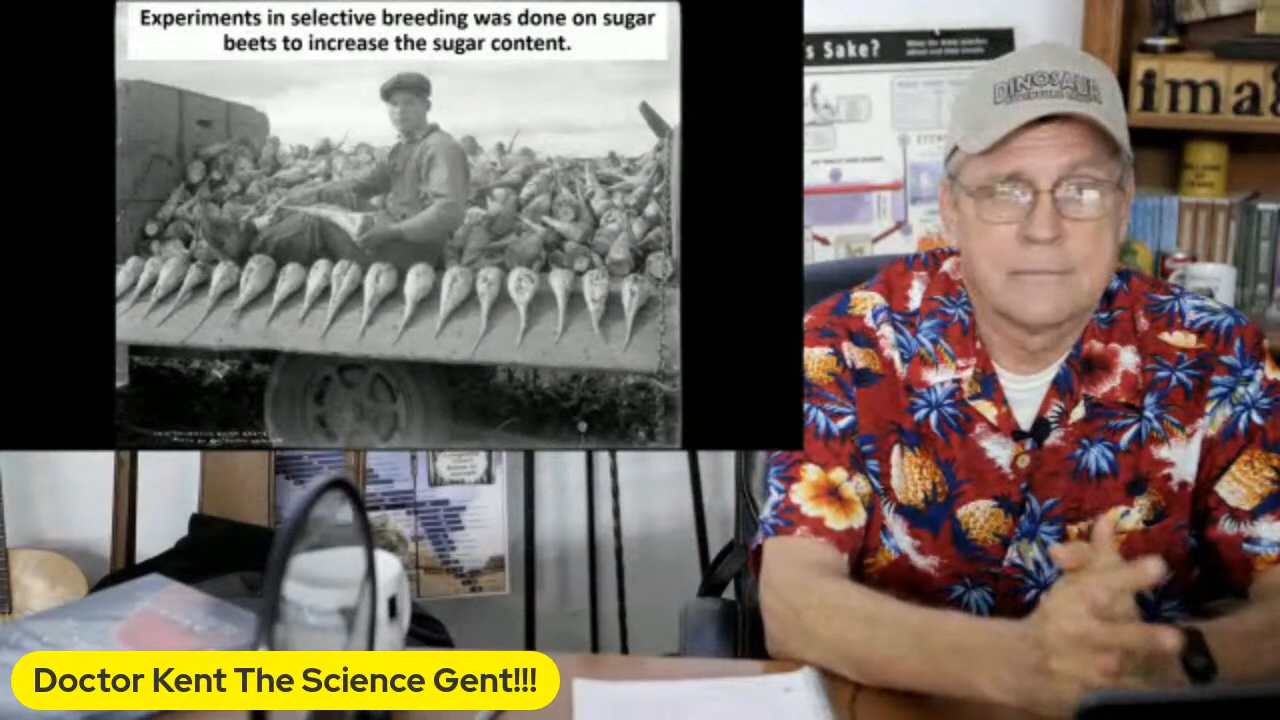 Experiments in selective breeding was done on sugar
beets to increase the sugar content.
s Sake?
DINOSAUR
ima
Doctor Kent The Science Gent!!!